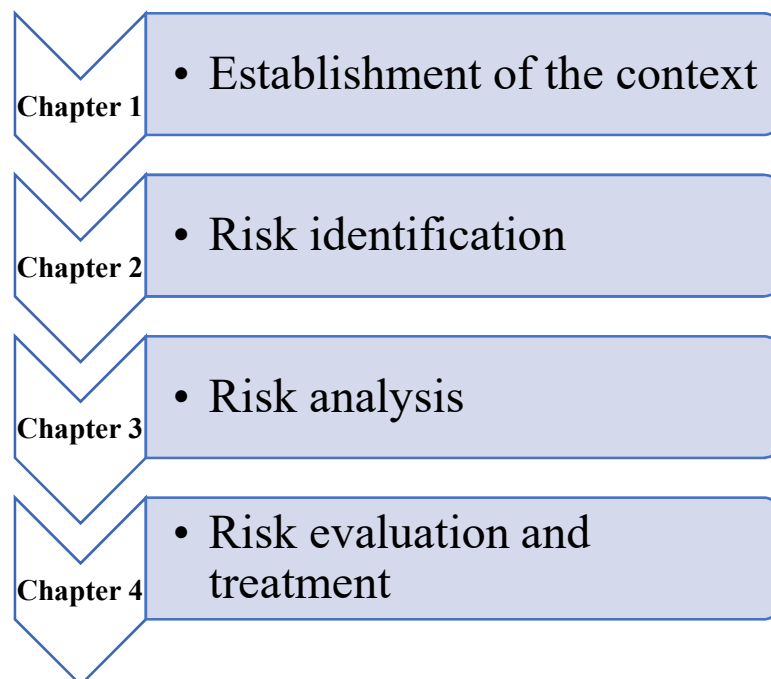 Chapter 1
• Establishment of the context
Chapter 2
• Risk identification
Chapter 3
• Risk analysis
Chapter 4
• Risk evaluation and
treatment